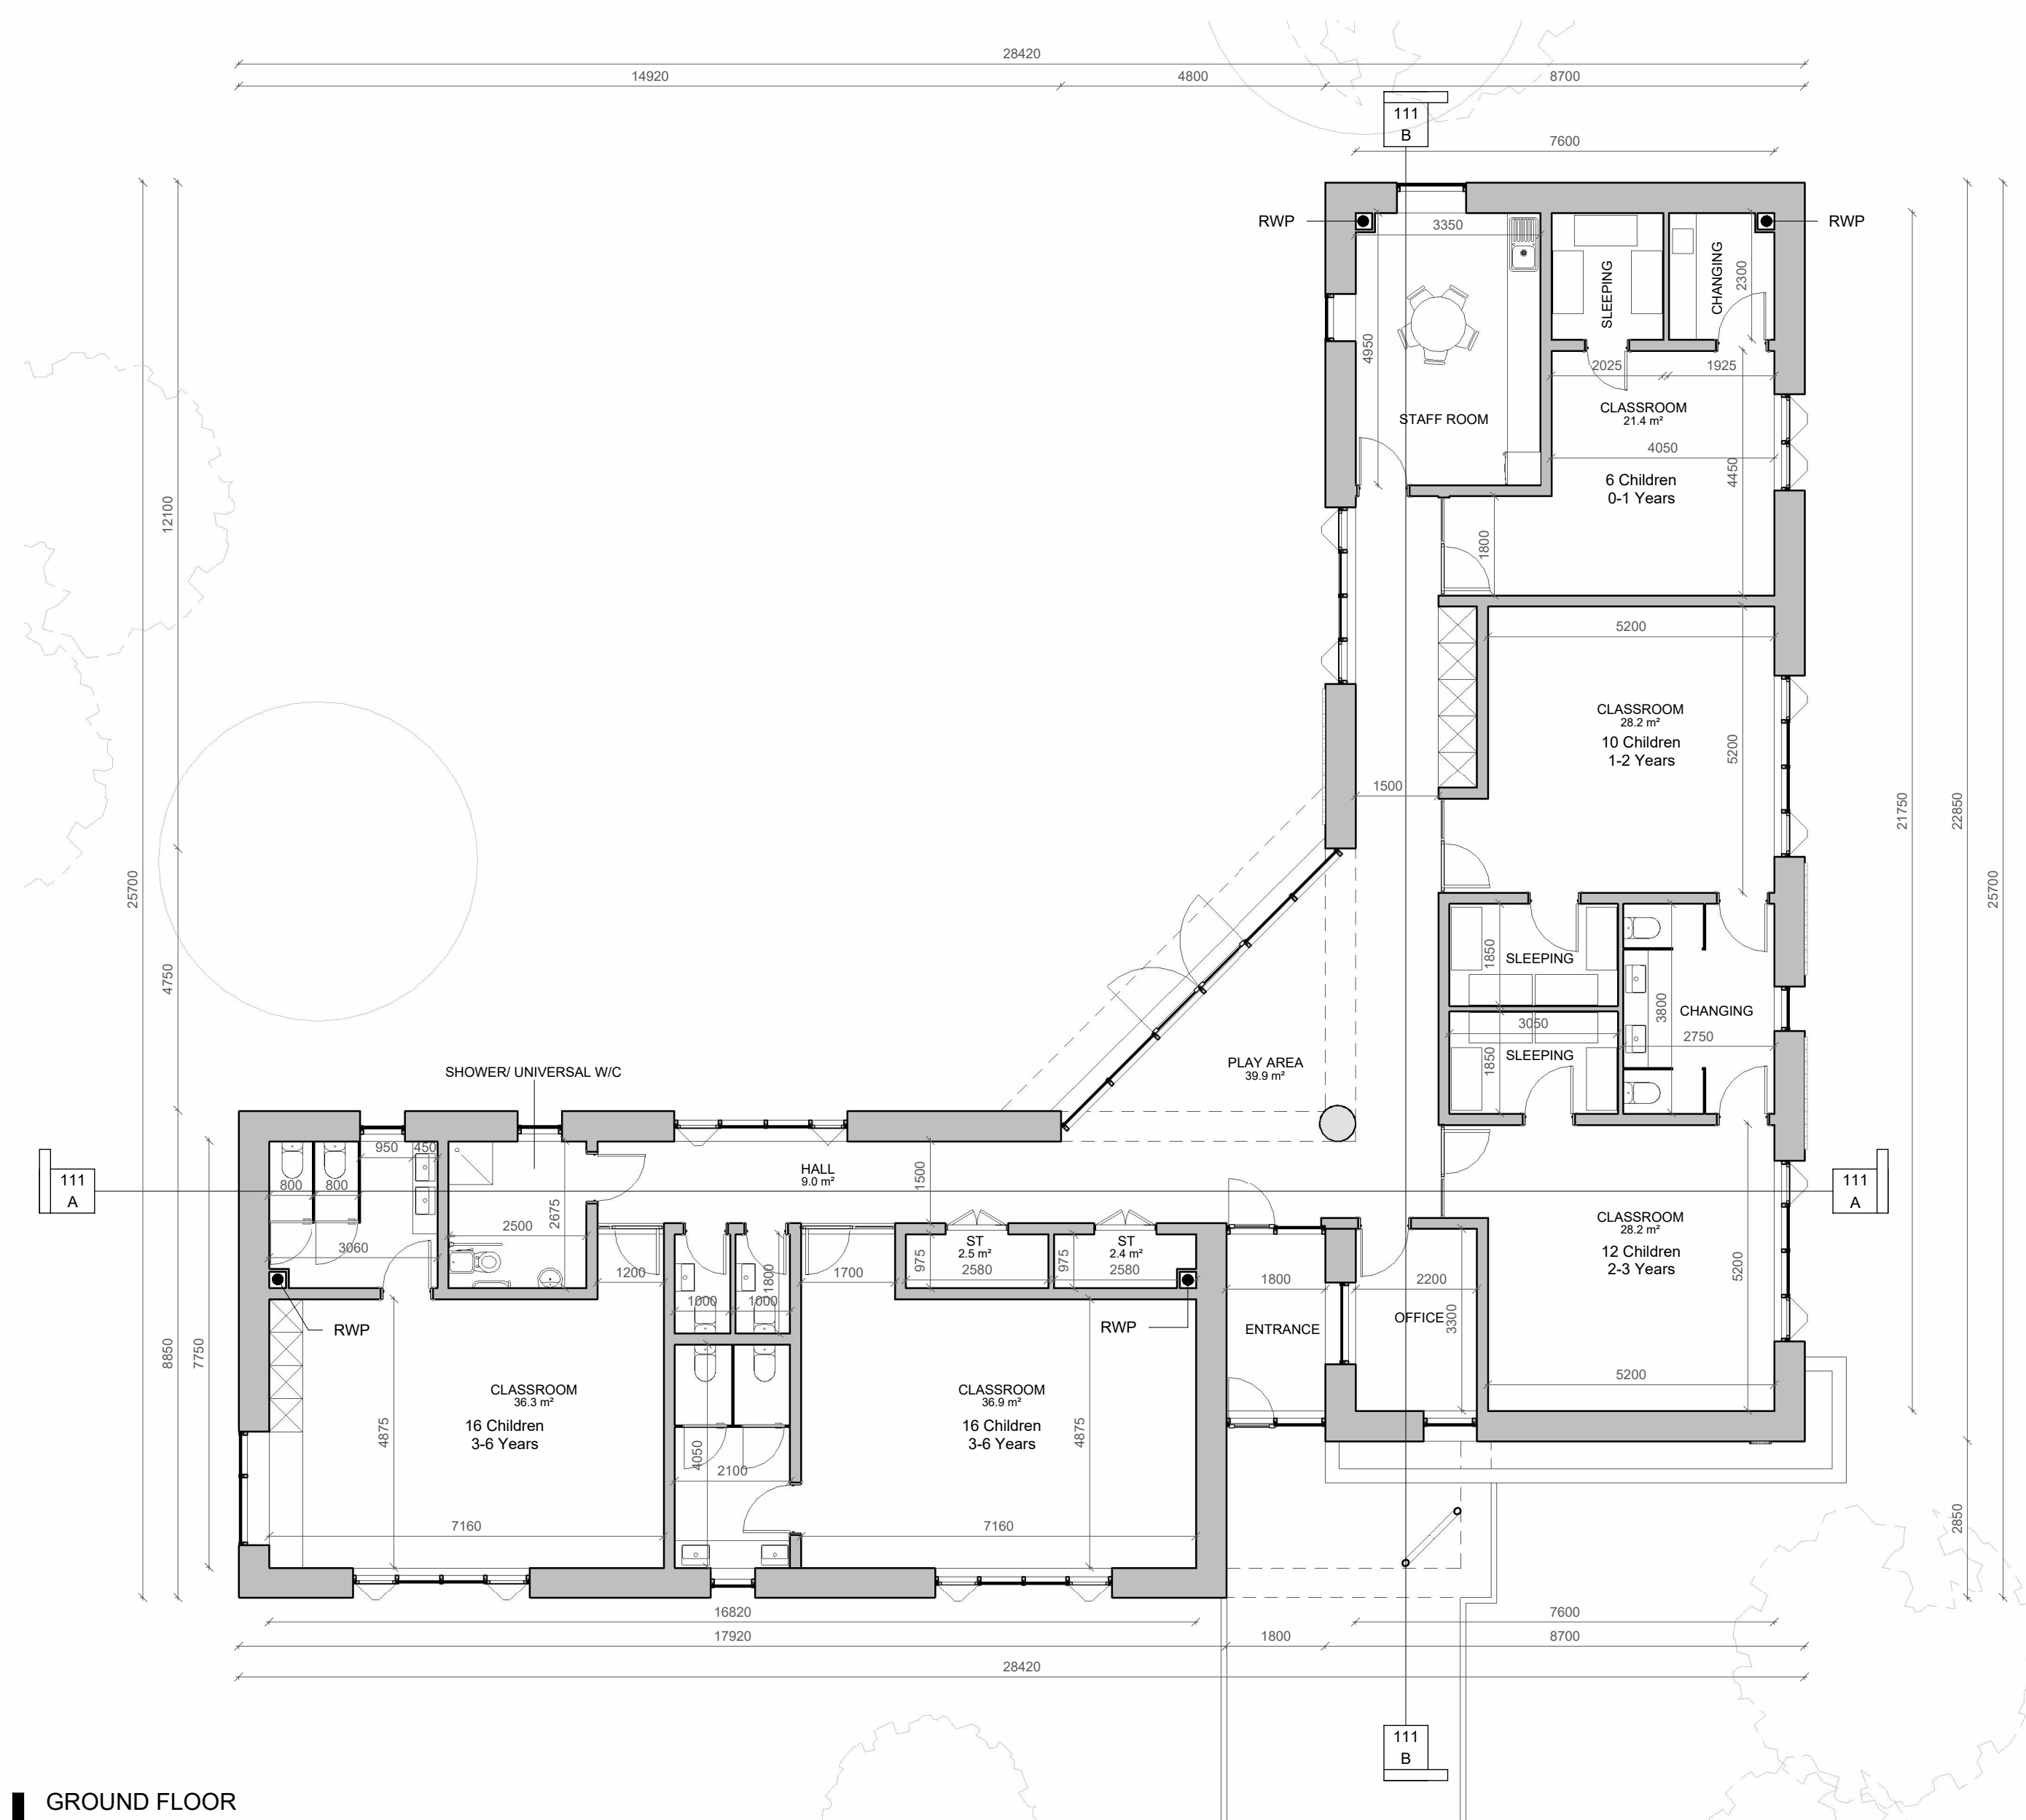 28420
14920
4800
8700
111
B
7600
RWP
RWP
3350
SLEEPING
CHANGING
2300
4950
2025
1925
CLASSROOM
21.4 m²
STAFF ROOM
4050
4450
6 Children
0-1 Years
12100
1800
5200
CLASSROOM
28.2 m²
10 Children
1-2 Years
5200
1500
21750
22850
25700
25700
4750
1850
SLEEPING
3800
CHANGING
3050
2750
1850
SLEEPING
PLAY AREA
39.9 m²
SHOWER/ UNIVERSAL W/C
950
450
800
800
2500
2675
3060
HALL
9.0 m²
1500
111
A
111
A
ST
2.5 m²
975
2580
ST
2.4 m²
975
2580
1200
1000
1000
1800
1700
1800
2200
CLASSROOM
28.2 m²
12 Children
2-3 Years
5200
RWP
RWP
ENTRANCE
OFFICE
3300
8850
7750
5200
CLASSROOM
36.3 m²
16 Children
3-6 Years
4875
4050
2100
CLASSROOM
36.9 m²
16 Children
3-6 Years
4875
7160
7160
2850
16820
7600
17920
1800
8700
28420
111
B
GROUND FLOOR